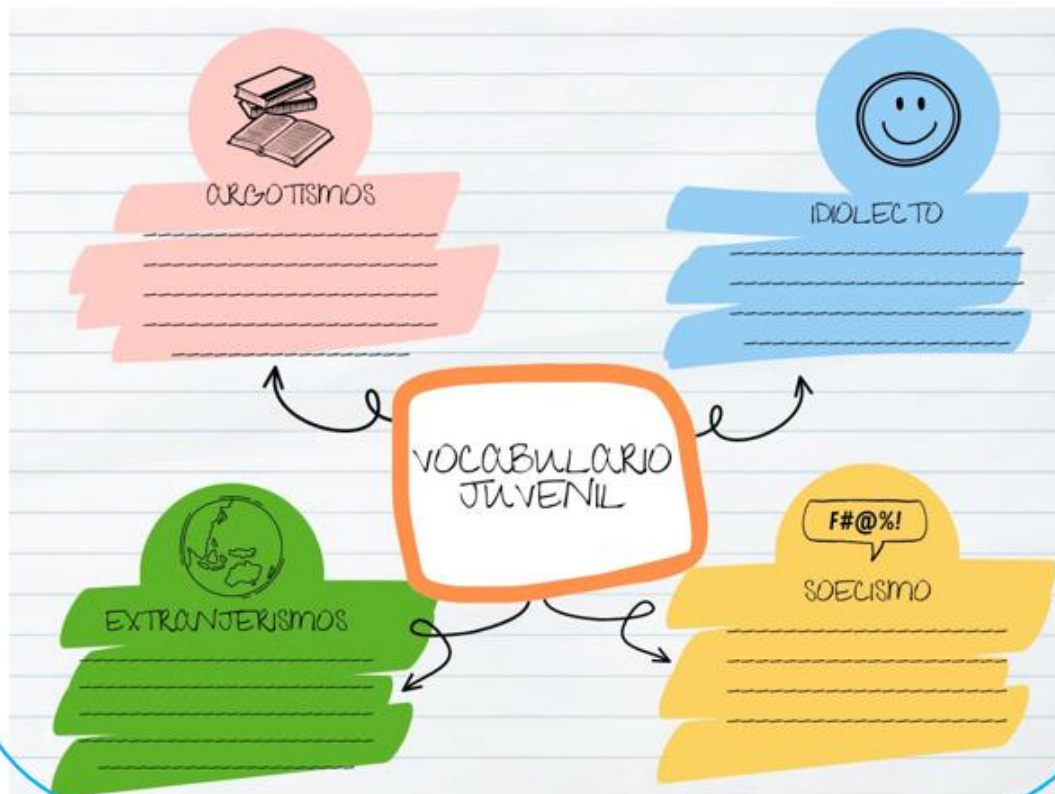 ARGOTISMOS
IDIOLECTO
VOCABULARIO
JUVENIL
F#@%!
EXTRANJERISMOS
SOECISMO